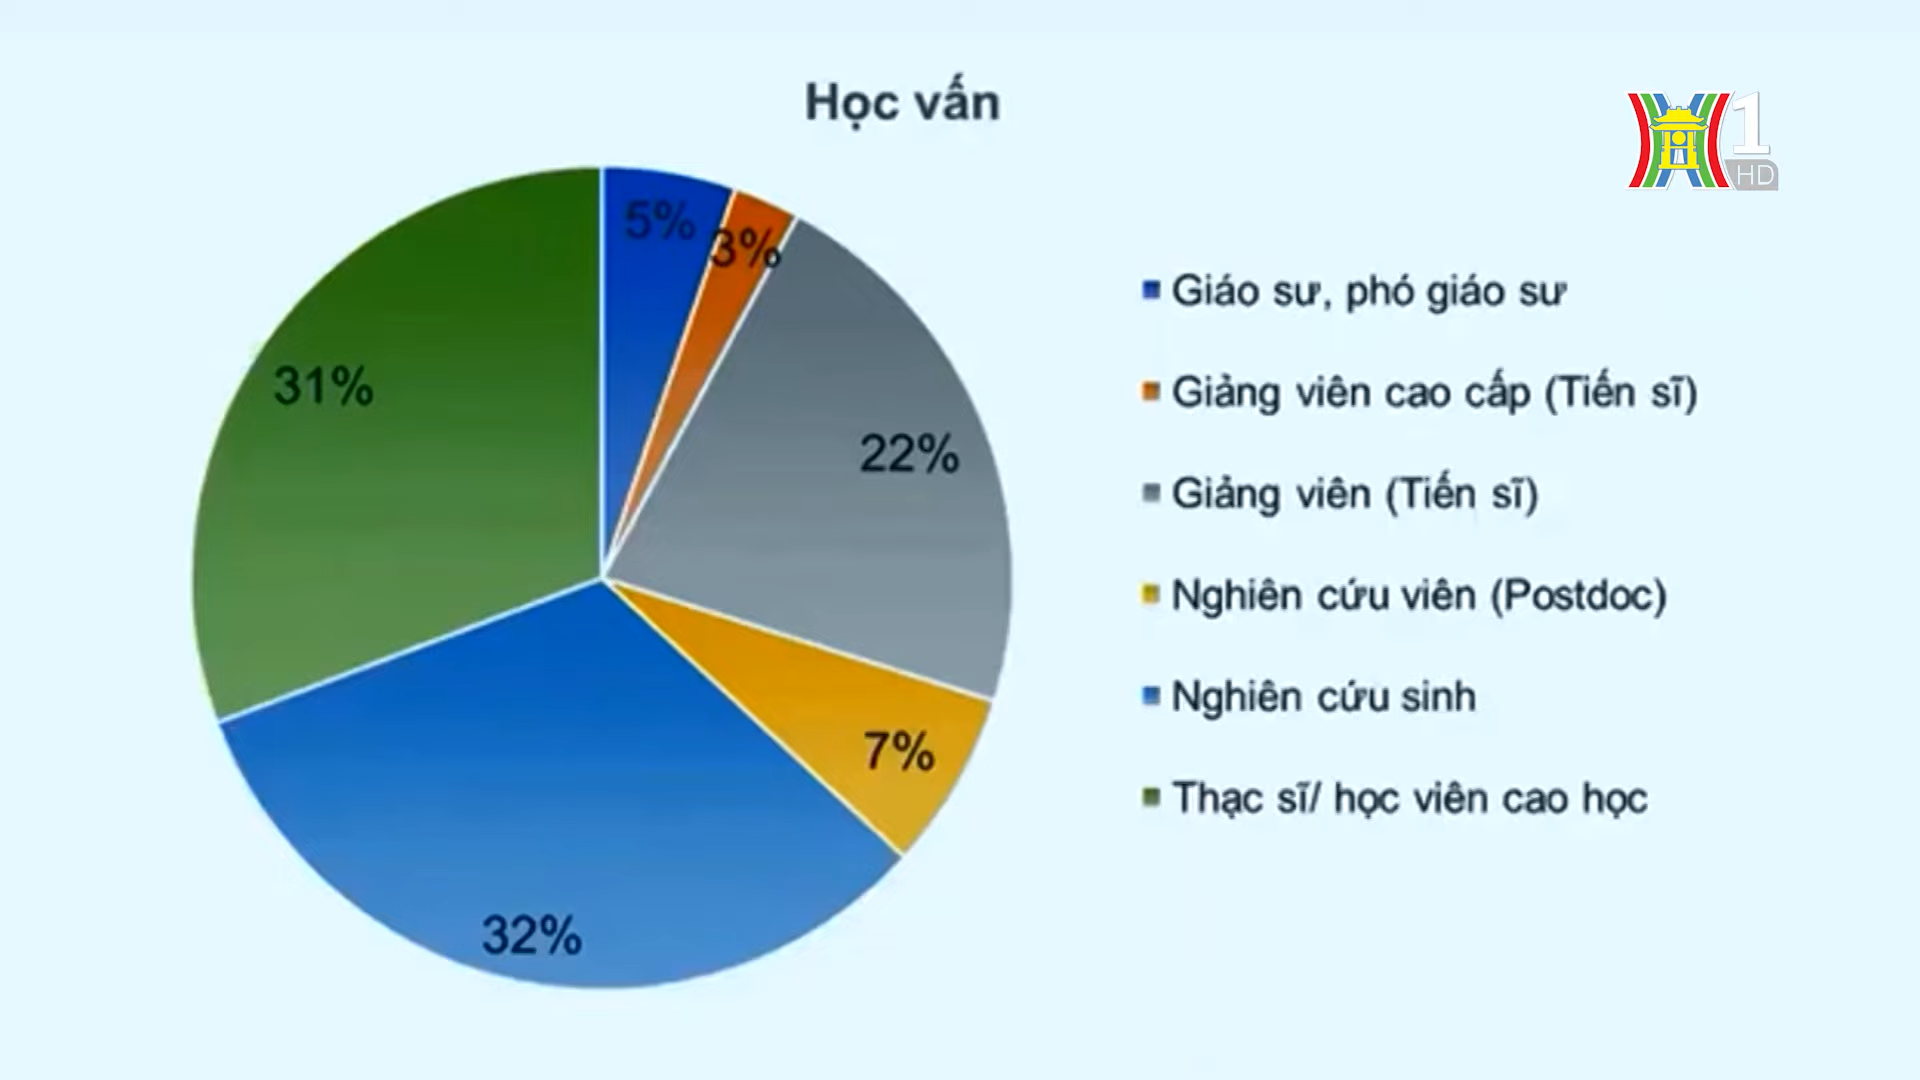 Học vấn
1
HD
5%
3%
22%
7%
32%
31%
Giáo sư, phó giáo sư
Giảng viên cao cấp (Tiến sĩ)
Giảng viên (Tiến sĩ)
Nghiên cứu viên (Postdoc)
Nghiên cứu sinh
Thạc sĩ/ học viên cao học